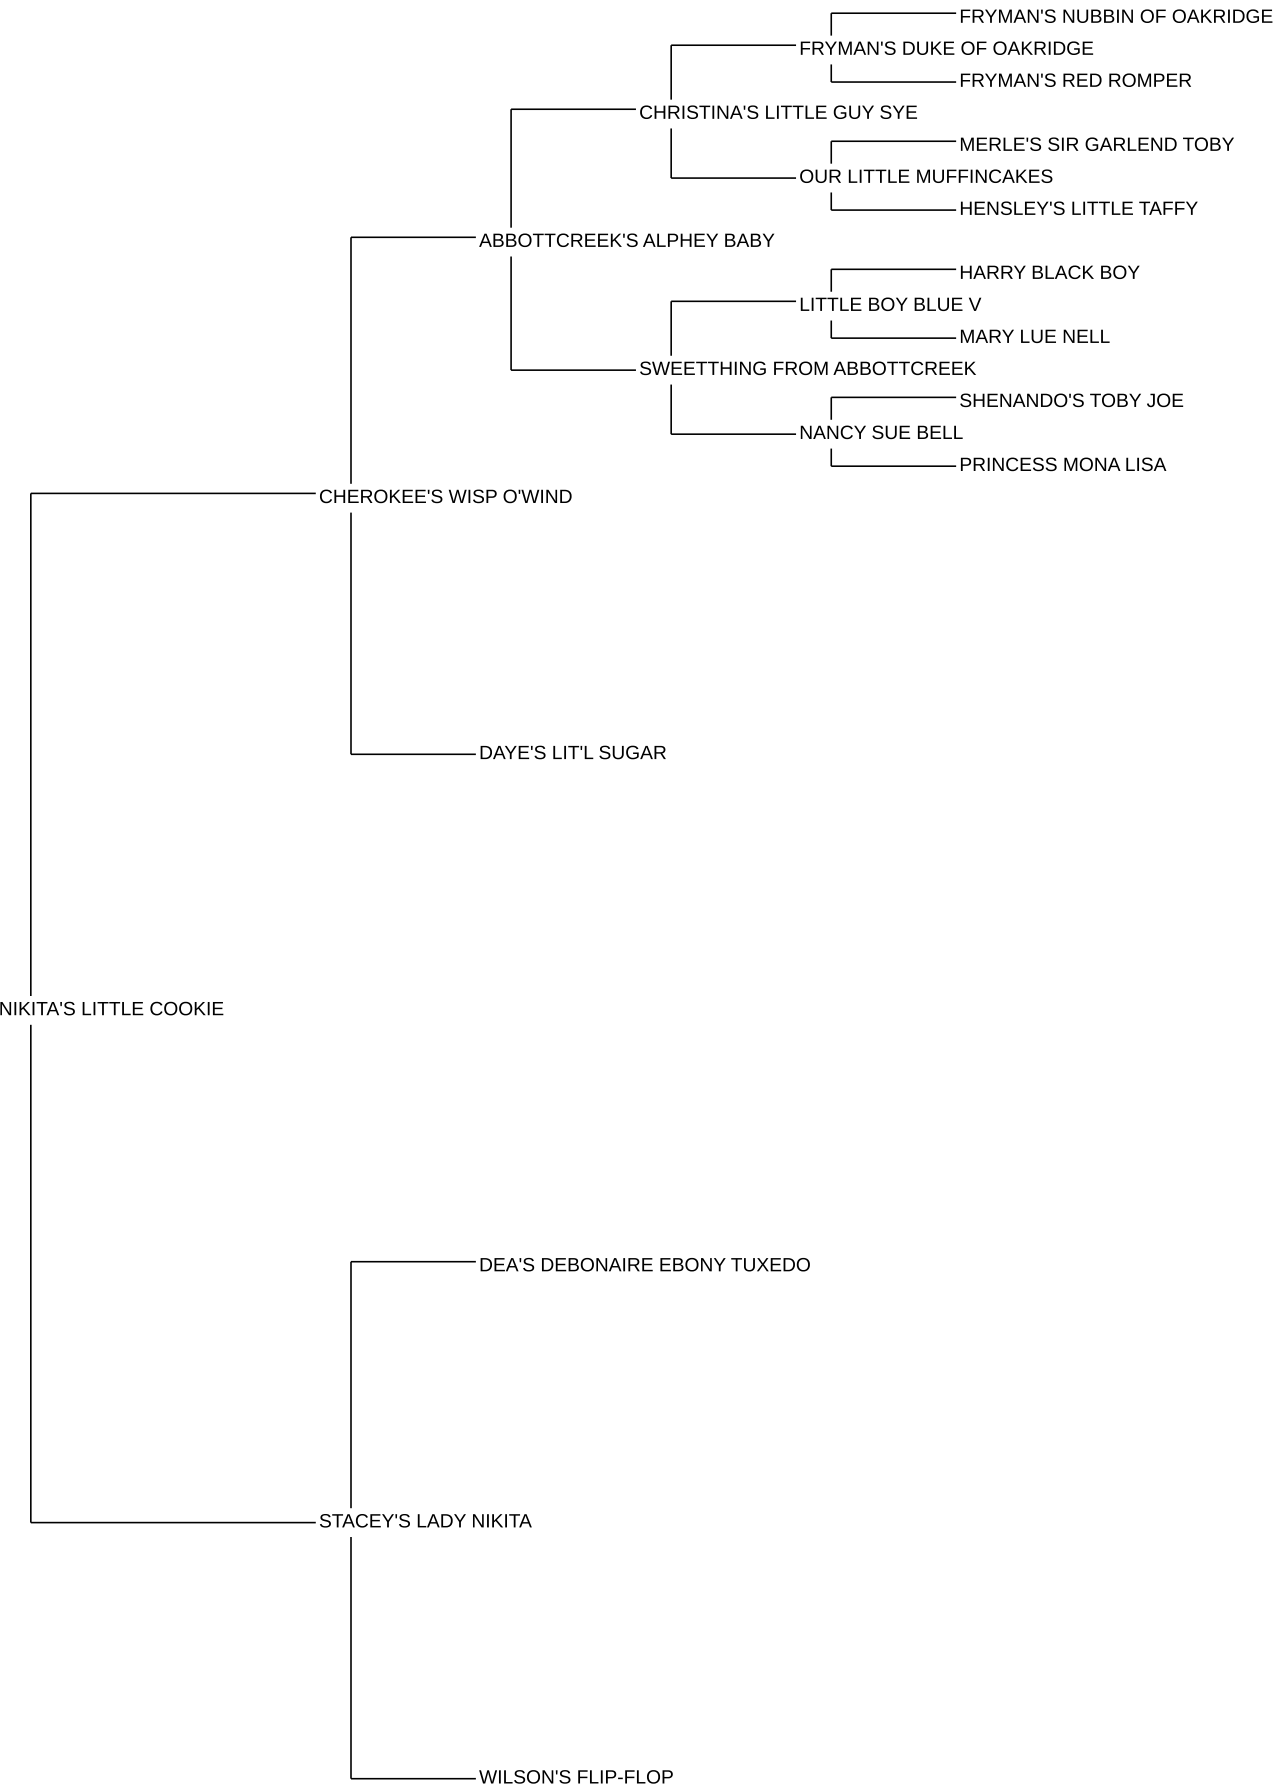 FRYMAN'S NUBBIN OF OAKRIDGE
FRYMAN'S DUKE OF OAKRIDGE
FRYMAN'S RED ROMPER
CHRISTINA'S LITTLE GUY SYE
MERLE'S SIR GARLEND TOBY
OUR LITTLE MUFFINCAKES
HENSLEY'S LITTLE TAFFY
ABBOTTCREEK'S ALPHEY BABY
HARRY BLACK BOY
LITTLE BOY BLUE V
MARY LUE NELL
SWEETTHING FROM ABBOTTCREEK
SHENANDO'S TOBY JOE
NANCY SUE BELL
PRINCESS MONA LISA
CHEROKEE'S WISP O'WIND
DAYE'S LIT'L SUGAR
NIKITA'S LITTLE COOKIE
DEA'S DEBONAIRE EBONY TUXEDO
STACEY'S LADY NIKITA
WILSON'S FLIP-FLOP